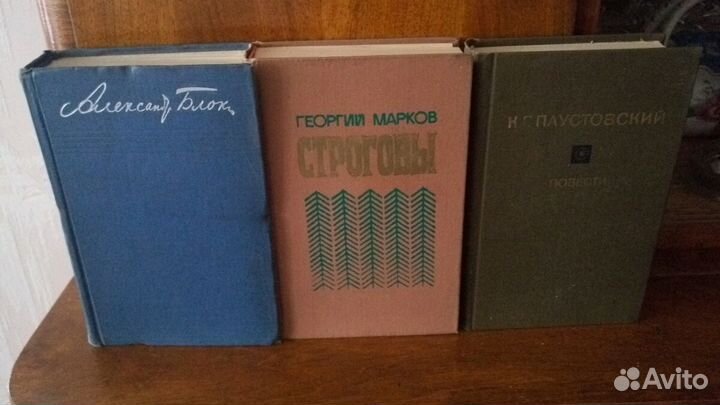 Александр Блок
ГЕОРГИЙ МАРКОВ
СТРОГОВЫ
К.Г. ПАУСТОВСКИЙ
ПОВЕСТИ
Avito